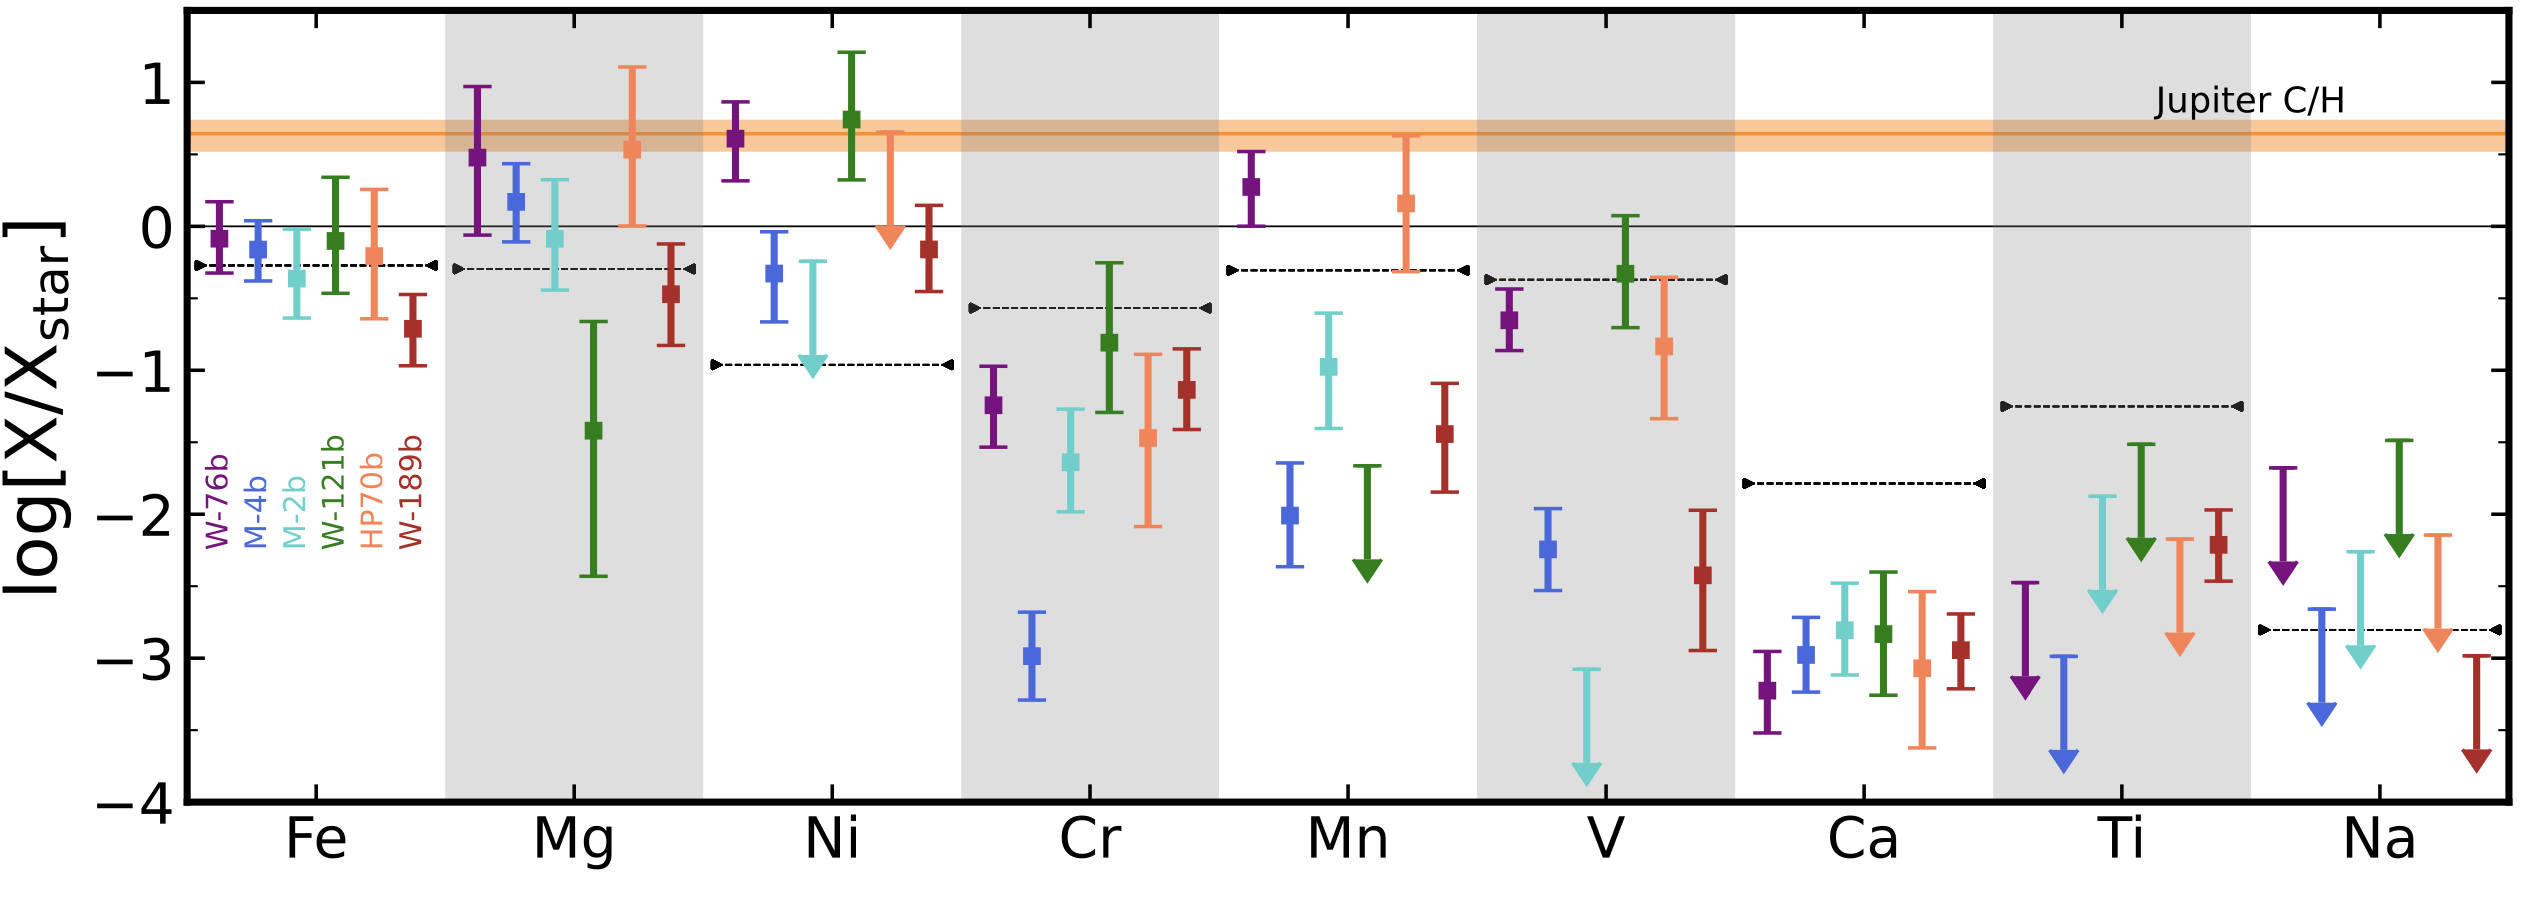 log[X/X_star]
1
0
−1
−2
−3
−4
Jupiter C/H
W-76b
M-4b
M-2b
W-121b
HP70b
W-189b
Fe Mg Ni Cr Mn V Ca Ti Na